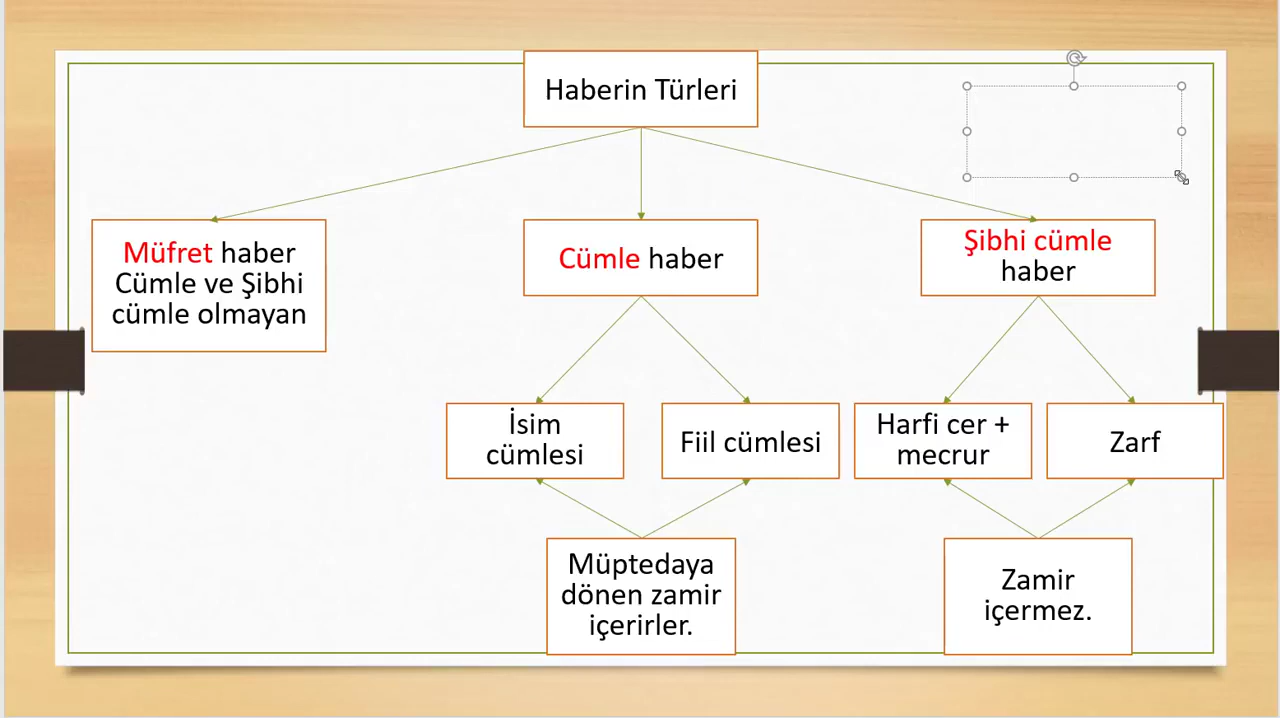 Haberin Türleri
Müfret haber
Cümle ve Şibhi
cümle olmayan
Cümle haber
Şibhi cümle
haber
İsim
cümlesi
Fiil cümlesi
Harfi cer +
mecrur
Zarf
Müptedaya
dönen zamir
içerirler.
Zamir
içermez.